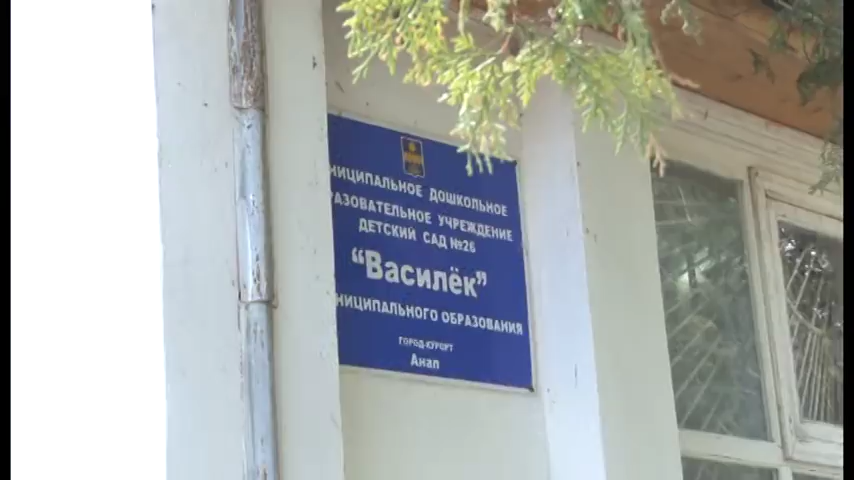 НИЦИПАЛЬНОЕ ДОШКОЛЬНОЕ
РАЗОВАТЕЛЬНОЕ УЧРЕЖДЕНИЕ
ДЕТСКИЙ САД №26
“Василёк”
НИЦИПАЛЬНОГО ОБРАЗОВАНИЯ
ГОРОД-КУРОРТ
Анап